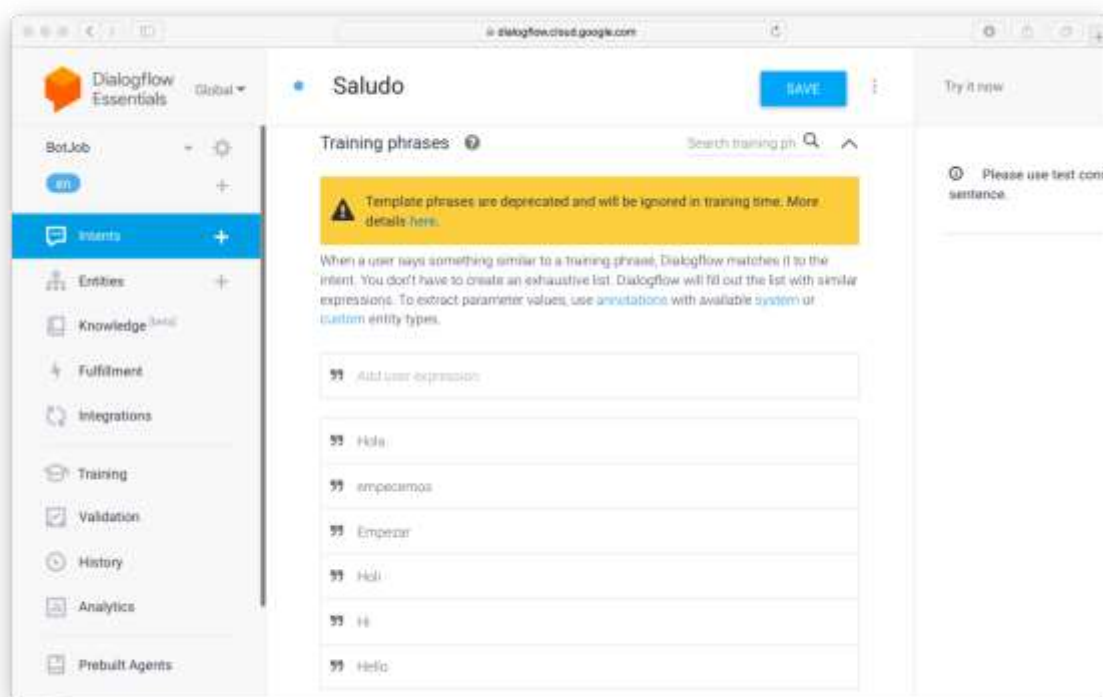 dialogflow.cloud.google.com
Dialogflow
Essentials
Global
Saludo
SAVE
Try it now
BotJob
en
Training phrases
Search training ph
Please use test cons
sentence.
Template phrases are deprecated and will be ignored in training time. More
details here.
Intents
When a user says something similar to a training phrase, Dialogflow matches it to the
intent. You don't have to create an exhaustive list. Dialogflow will fill out the list with similar
expressions. To extract parameter values, use annotations with available system or
custom entity types.
Entities
Knowledge [beta]
Fulfillment
Add user expression
Integrations
Hola
Training
empecemos
Validation
Empezar
History
Holi
Analytics
Hi
Prebuilt Agents
Hello